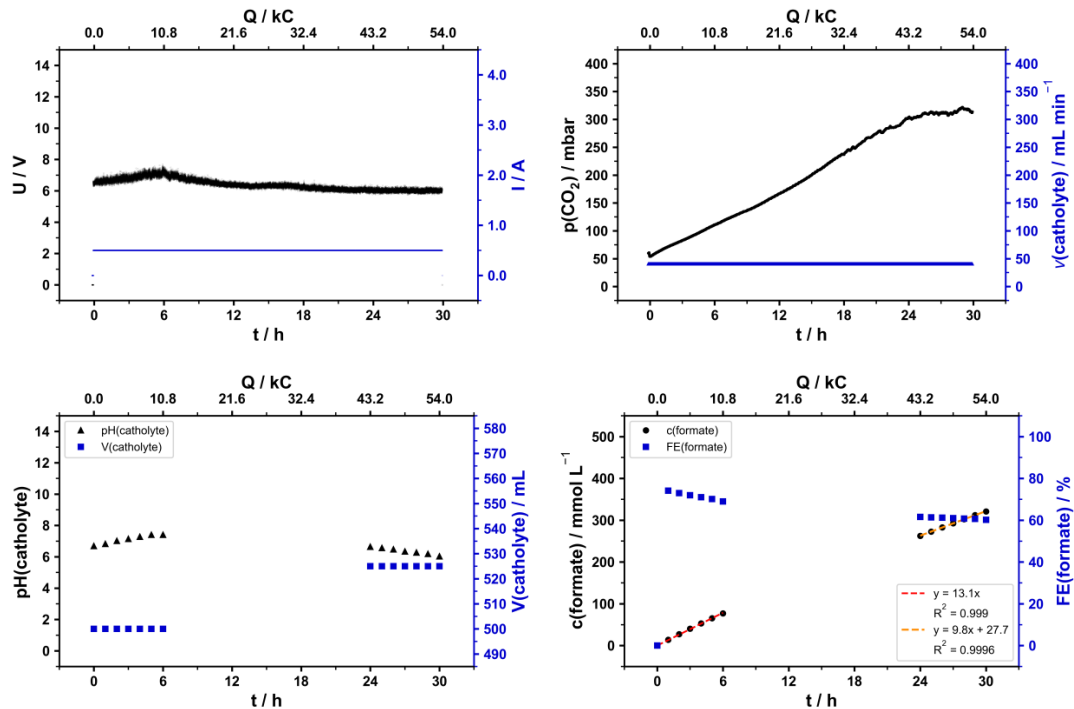 Q / kC
0.0 10.8 21.6 32.4 43.2 54.0
14
12
10
8
6
4
2
0
U / V
4.0
3.0
2.0
1.0
0.0
I / A
0 6 12 18 24 30
t / h
Q / kC
0.0 10.8 21.6 32.4 43.2 54.0
400
350
300
250
200
150
100
50
0
p(CO₂) / mbar
400
350
300
250
200
150
100
50
0
v(catholyte) / mL min⁻¹
0 6 12 18 24 30
t / h
Q / kC
0.0 10.8 21.6 32.4 43.2 54.0
14
12
10
8
6
4
2
0
pH(catholyte)
pH(catholyte)
V(catholyte)
580
570
560
550
540
530
520
510
500
490
V(catholyte) / mL
0 6 12 18 24 30
t / h
Q / kC
0.0 10.8 21.6 32.4 43.2 54.0
500
400
300
200
100
0
c(formate) / mmol L⁻¹
c(formate)
FE(formate)
y = 13.1x
R² = 0.999
y = 9.8x + 27.7
R² = 0.9996
100
80
60
40
20
0
FE(formate) / %
0 6 12 18 24 30
t / h